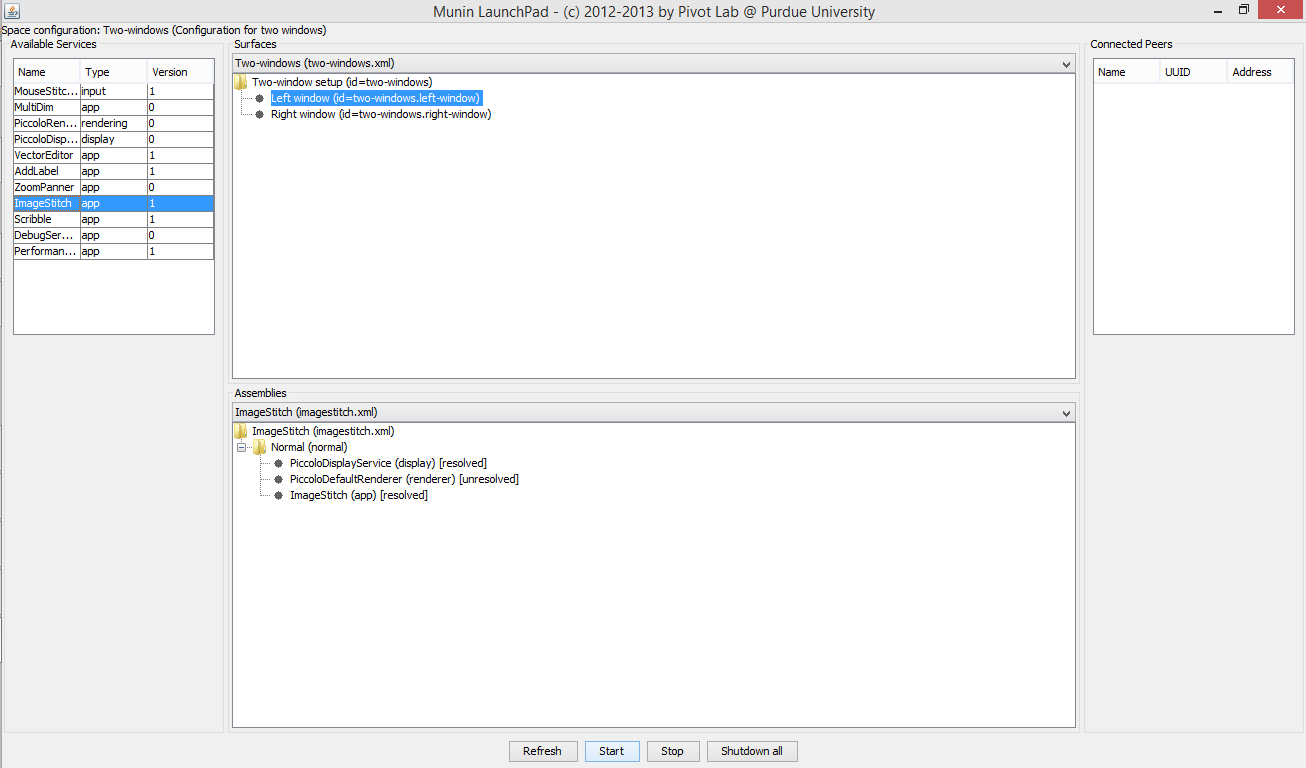 Munin LaunchPad - (c) 2012-2013 by Pivot Lab @ Purdue University
Space configuration: Two-windows (Configuration for two windows)
Available Services
Name Type Version
MouseStitc... input 1
MultiDim app 0
PiccoloRen... rendering 0
PiccoloDisp... display 0
VectorEditor app 1
AddLabel app 1
ZoomPanner app 0
ImageStitch app 1
Scribble app 1
DebugSer... app 0
Performan... app 1
Surfaces
Two-windows (two-windows.xml)
Two-window setup (id=two-windows)
Left window (id=two-windows.left-window)
Right window (id=two-windows.right-window)
Assemblies
ImageStitch (imagestitch.xml)
ImageStitch (imagestitch.xml)
Normal (normal)
PiccoloDisplayService (display) [resolved]
PiccoloDefaultRenderer (renderer) [unresolved]
ImageStitch (app) [resolved]
Connected Peers
Name UUID Address
Refresh Start Stop Shutdown all